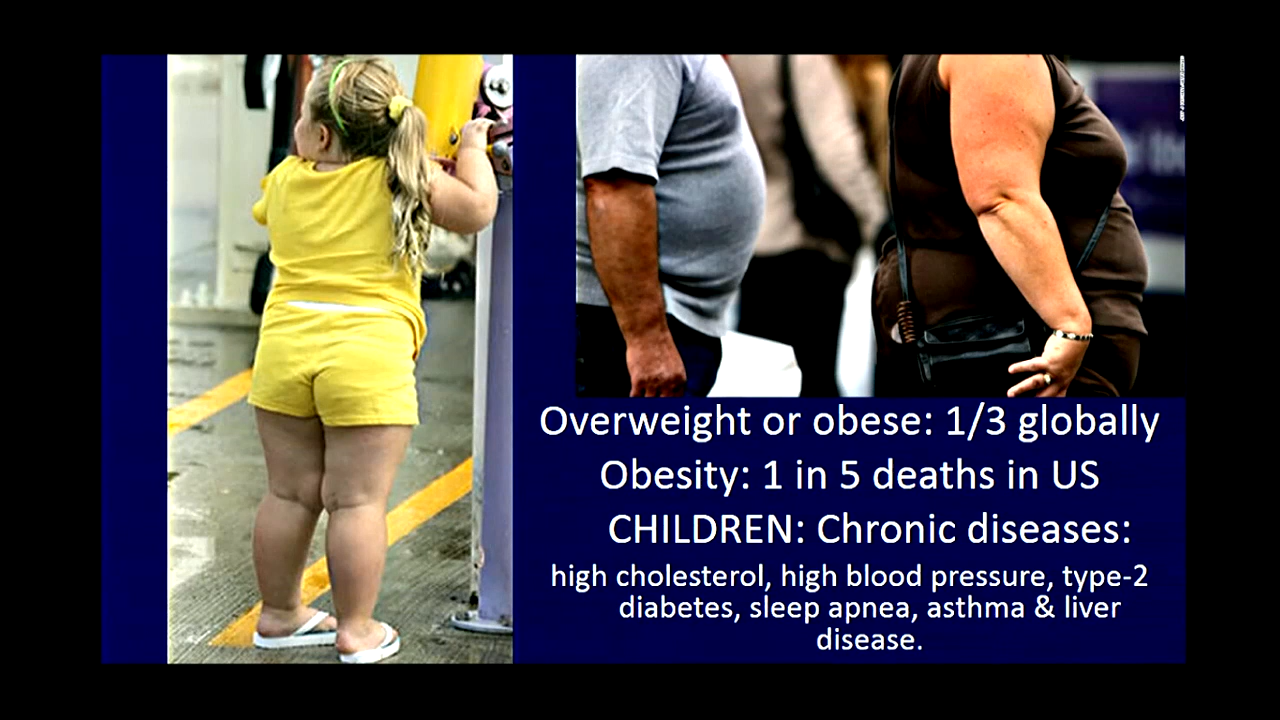 Overweight or obese: 1/3 globally
Obesity: 1 in 5 deaths in US
CHILDREN: Chronic diseases:
high cholesterol, high blood pressure, type-2
diabetes, sleep apnea, asthma & liver
disease.